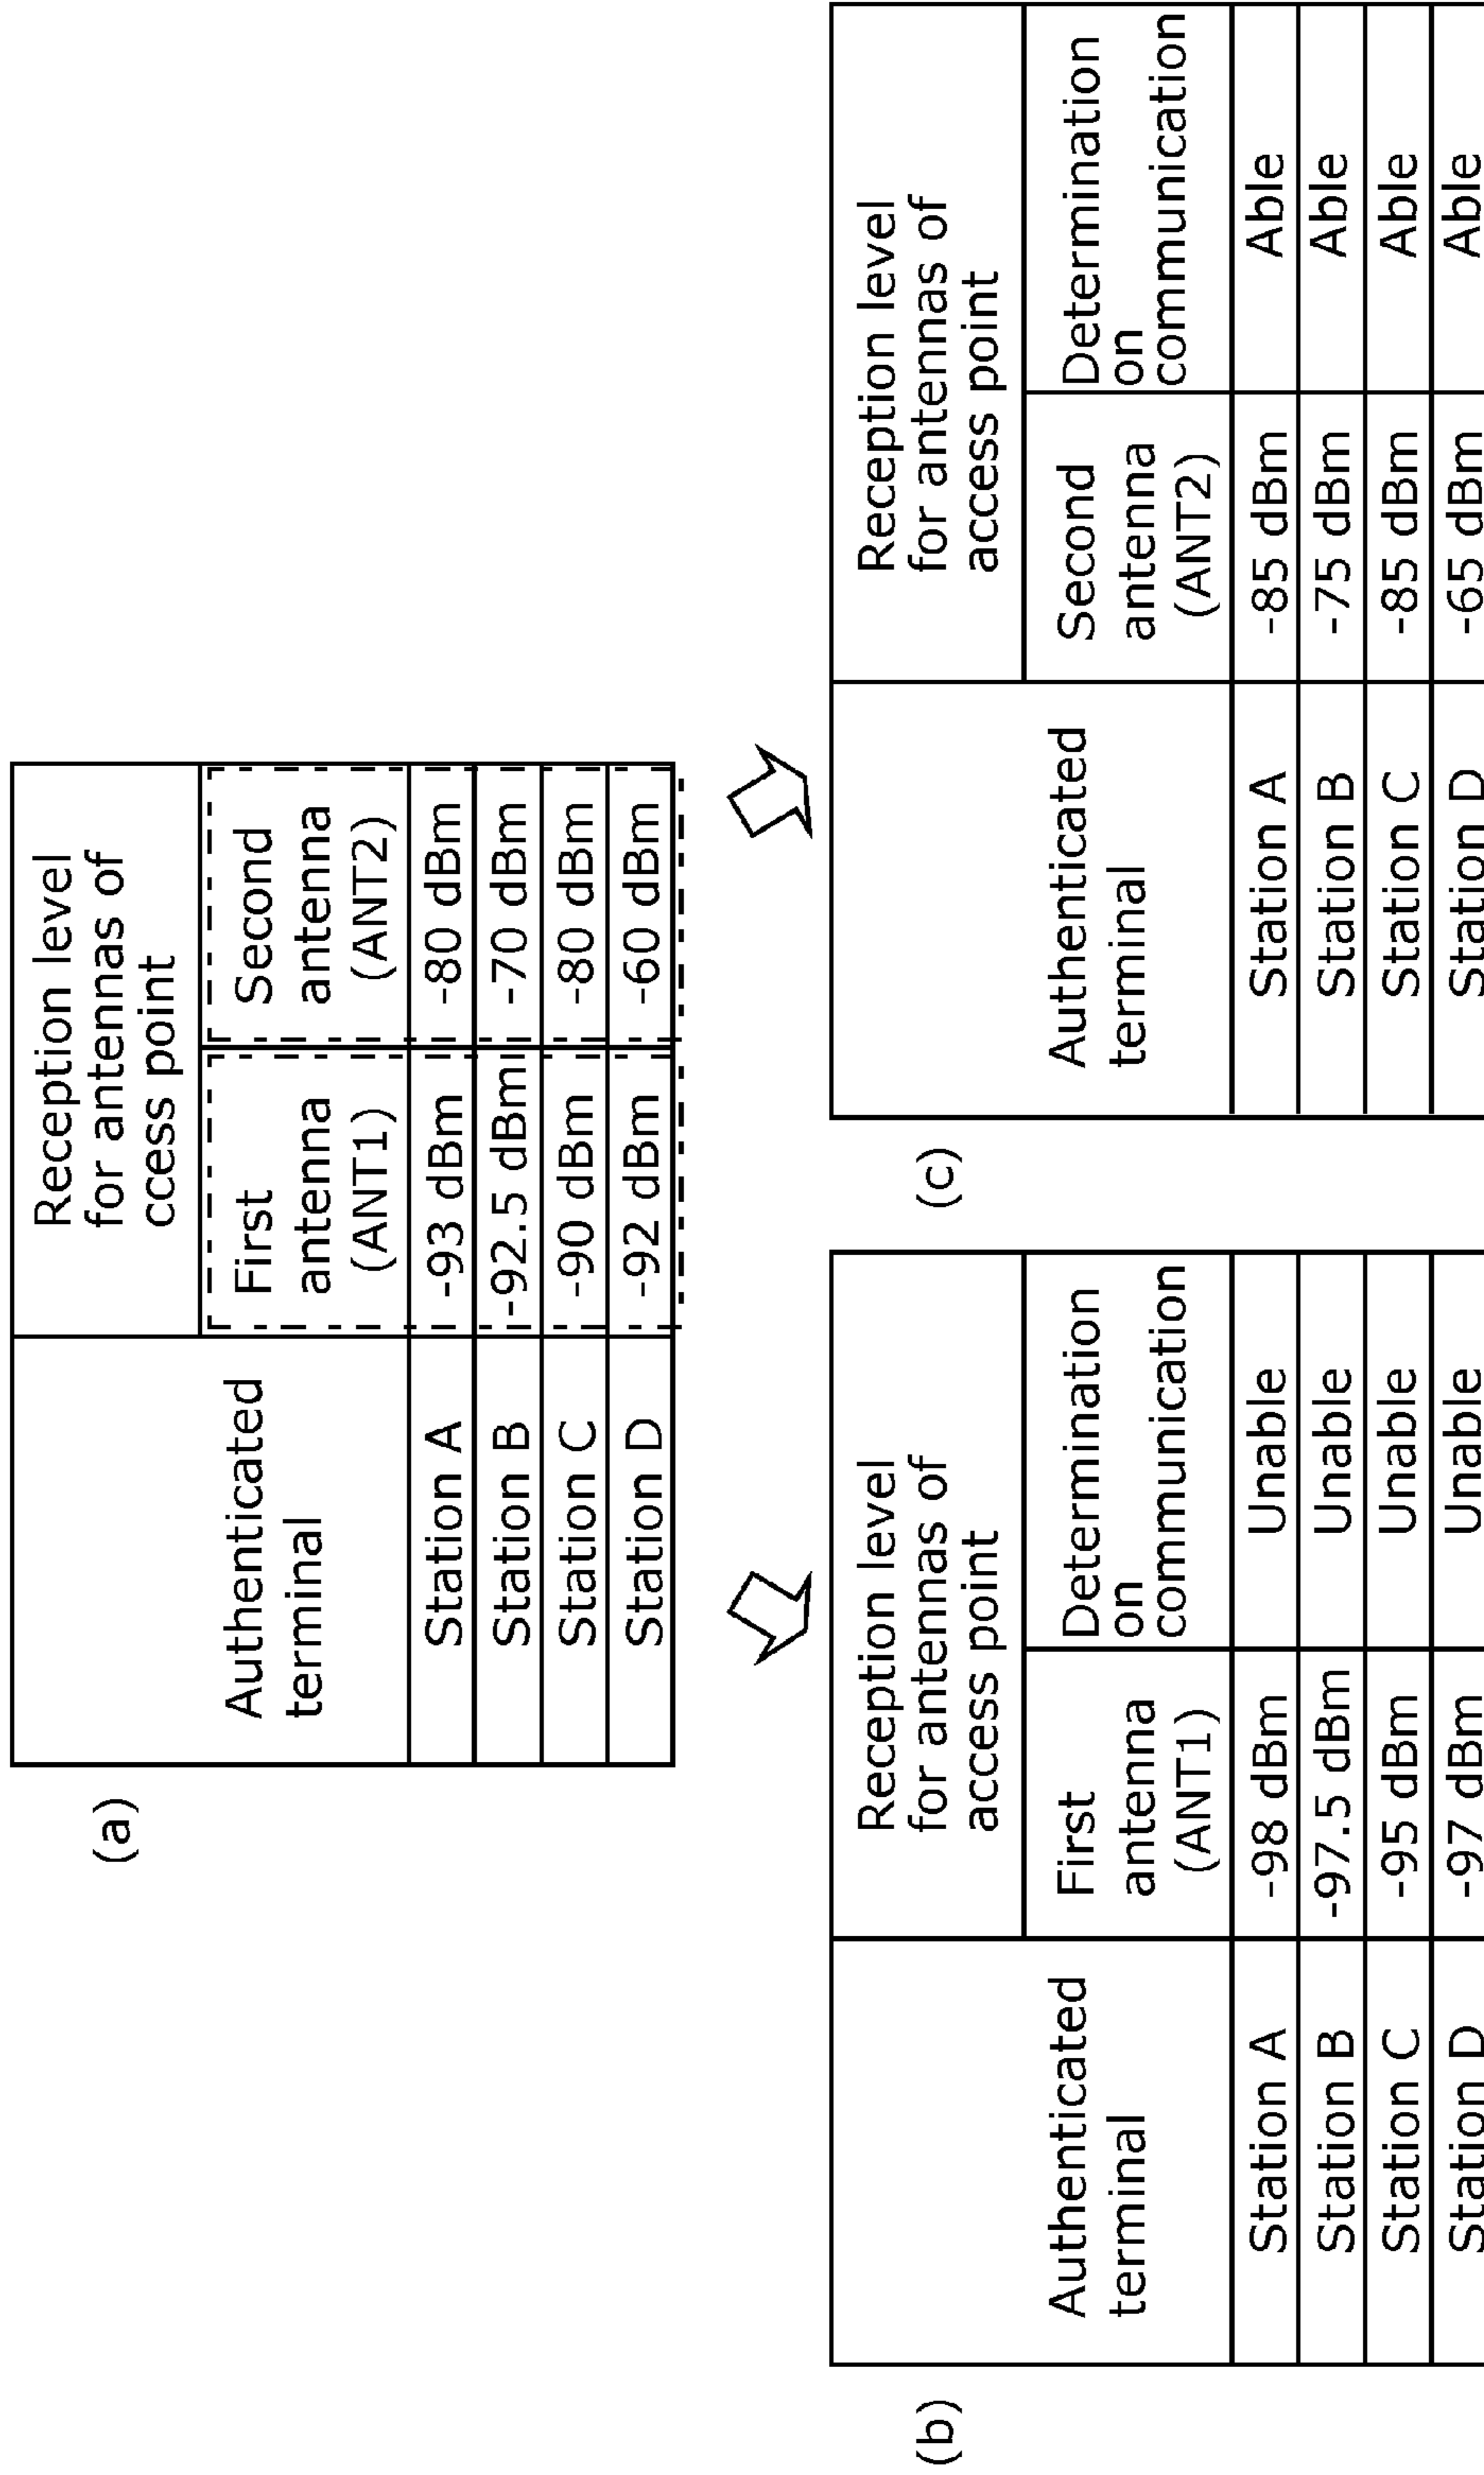 (a)
Authenticated
terminal
Reception level
for antennas of
ccess point
First
antenna
(ANT1)
Second
antenna
(ANT2)
Station A -93 dBm -80 dBm
Station B -92.5 dBm -70 dBm
Station C -90 dBm -80 dBm
Station D -92 dBm -60 dBm
(b)
Authenticated
terminal
Reception level
for antennas of
access point
First
antenna
(ANT1)
Determination
on
communication
Station A -98 dBm Unable
Station B -97.5 dBm Unable
Station C -95 dBm Unable
Station D -97 dBm Unable
(c)
Authenticated
terminal
Reception level
for antennas of
access point
Second
antenna
(ANT2)
Determination
on
communication
Station A -85 dBm Able
Station B -75 dBm Able
Station C -85 dBm Able
Station D -65 dBm Able